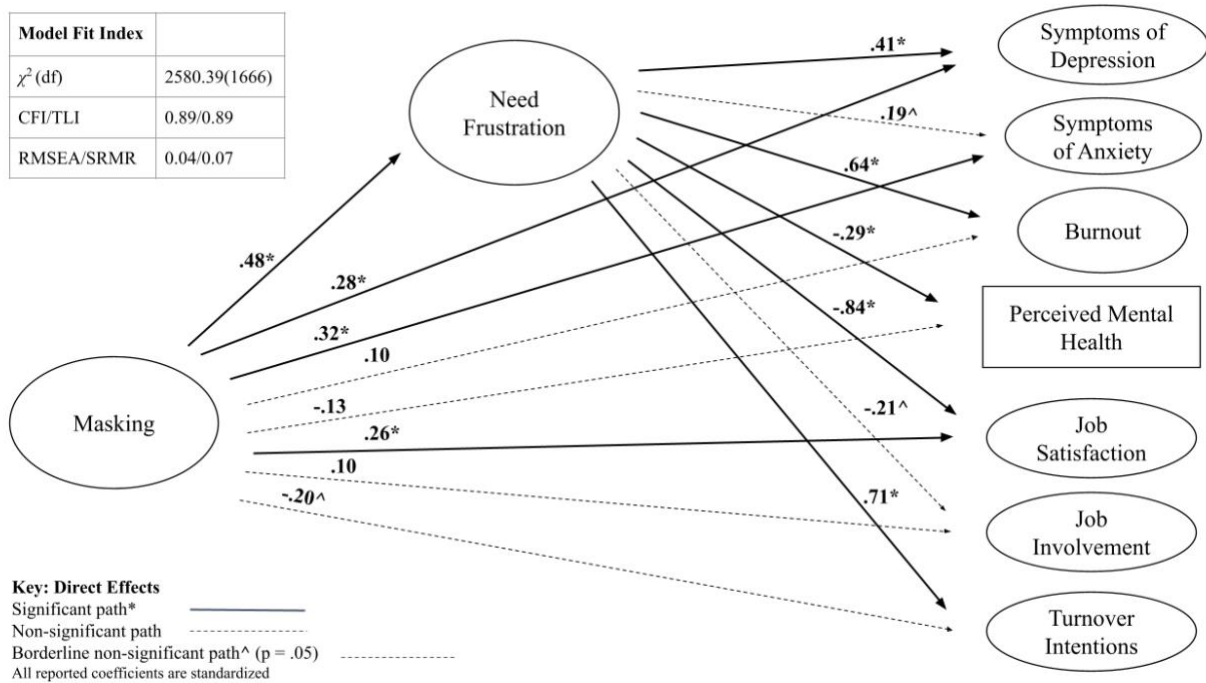 Model Fit Index
χ² (df) 2580.39(1666)
CFI/TLI 0.89/0.89
RMSEA/SRMR 0.04/0.07
Need
Frustration
Masking
.48*
.28*
.32*
.10
-.13
.26*
.10
-.20^
.41*
.19^
.64*
-.29*
-.84*
-.21^
.71*
Symptoms of
Depression
Symptoms
of Anxiety
Burnout
Perceived Mental
Health
Job
Satisfaction
Job
Involvement
Turnover
Intentions
Key: Direct Effects
Significant path*
Non-significant path
Borderline non-significant path^ (p = .05)
All reported coefficients are standardized